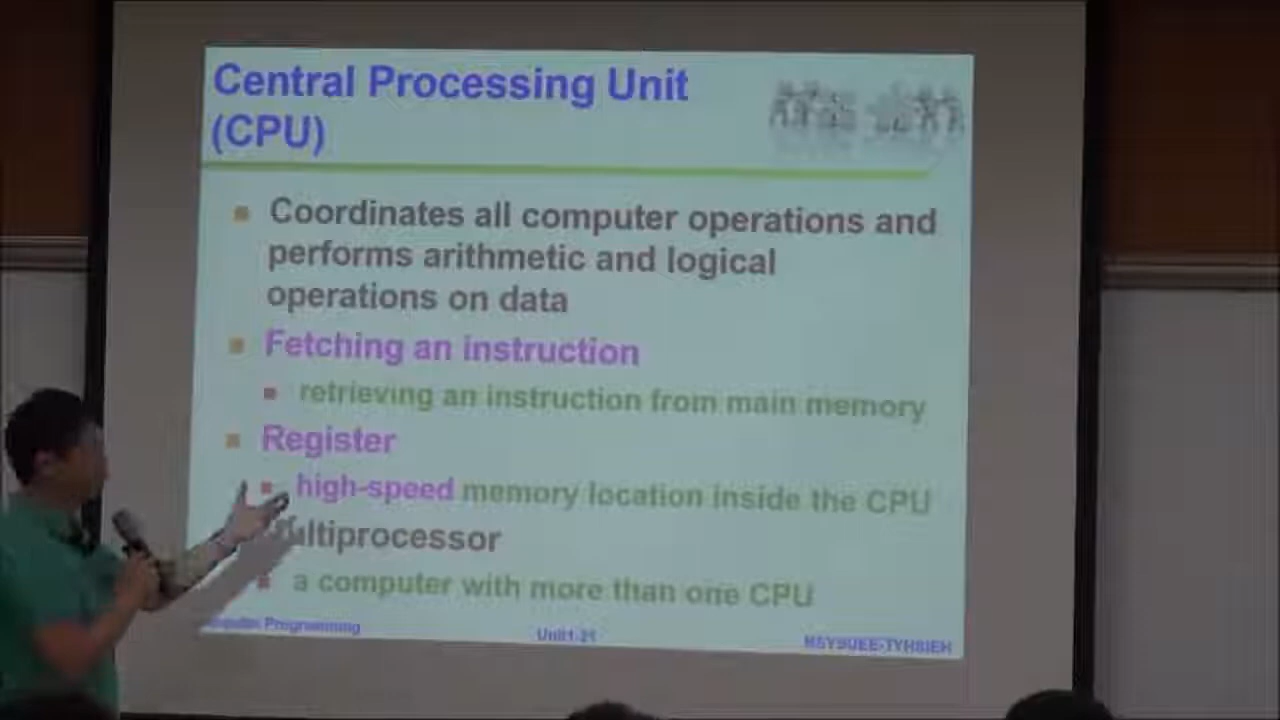 Central Processing Unit
(CPU)
Coordinates all computer operations and
performs arithmetic and logical
operations on data
Fetching an instruction
retrieving an instruction from main memory
Register
high-speed memory location inside the CPU
ultiprocessor
a computer with more than one CPU
Programming
Unit1-21
NSYSUEE-TYHSIEH